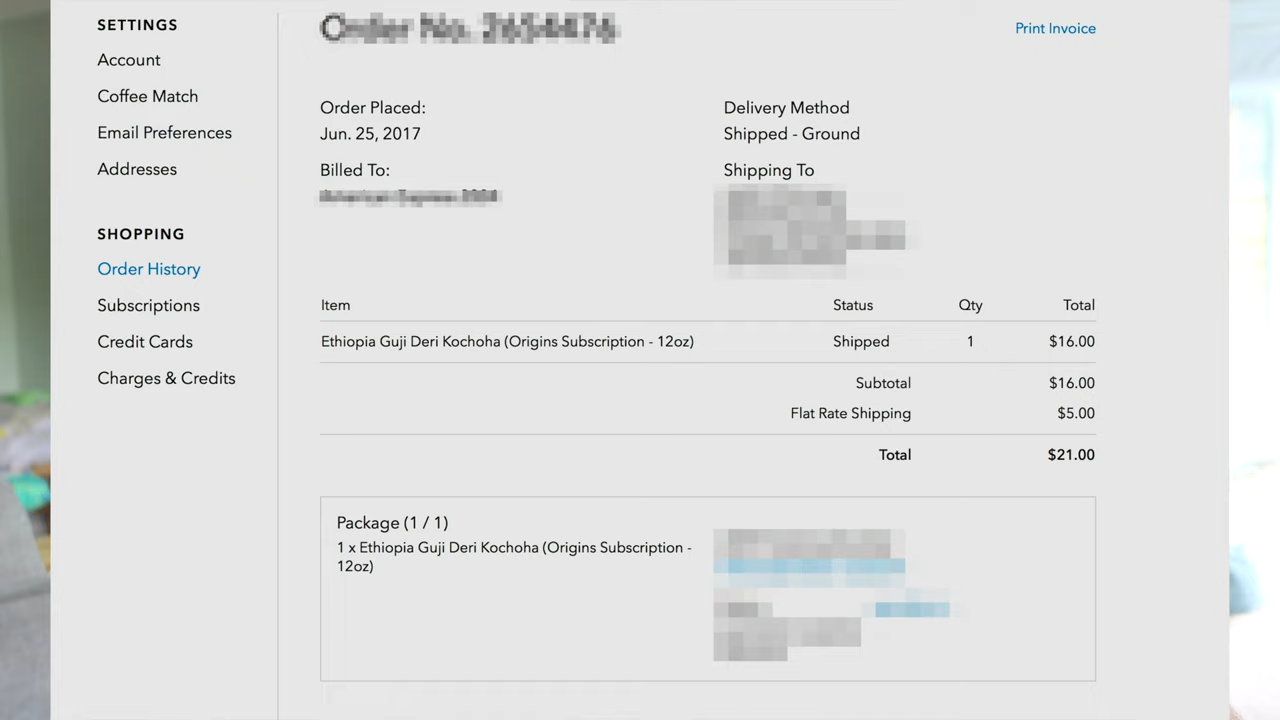 SETTINGS
Account
Coffee Match
Email Preferences
Addresses
SHOPPING
Order History
Subscriptions
Credit Cards
Charges & Credits
Print Invoice
Order Placed:
Jun. 25, 2017
Billed To:
Delivery Method
Shipped - Ground
Shipping To
Item Status Qty Total
Ethiopia Guji Deri Kochoha (Origins Subscription - 12oz) Shipped 1 $16.00
Subtotal $16.00
Flat Rate Shipping $5.00
Total $21.00
Package (1 / 1)
1 x Ethiopia Guji Deri Kochoha (Origins Subscription -
12oz)